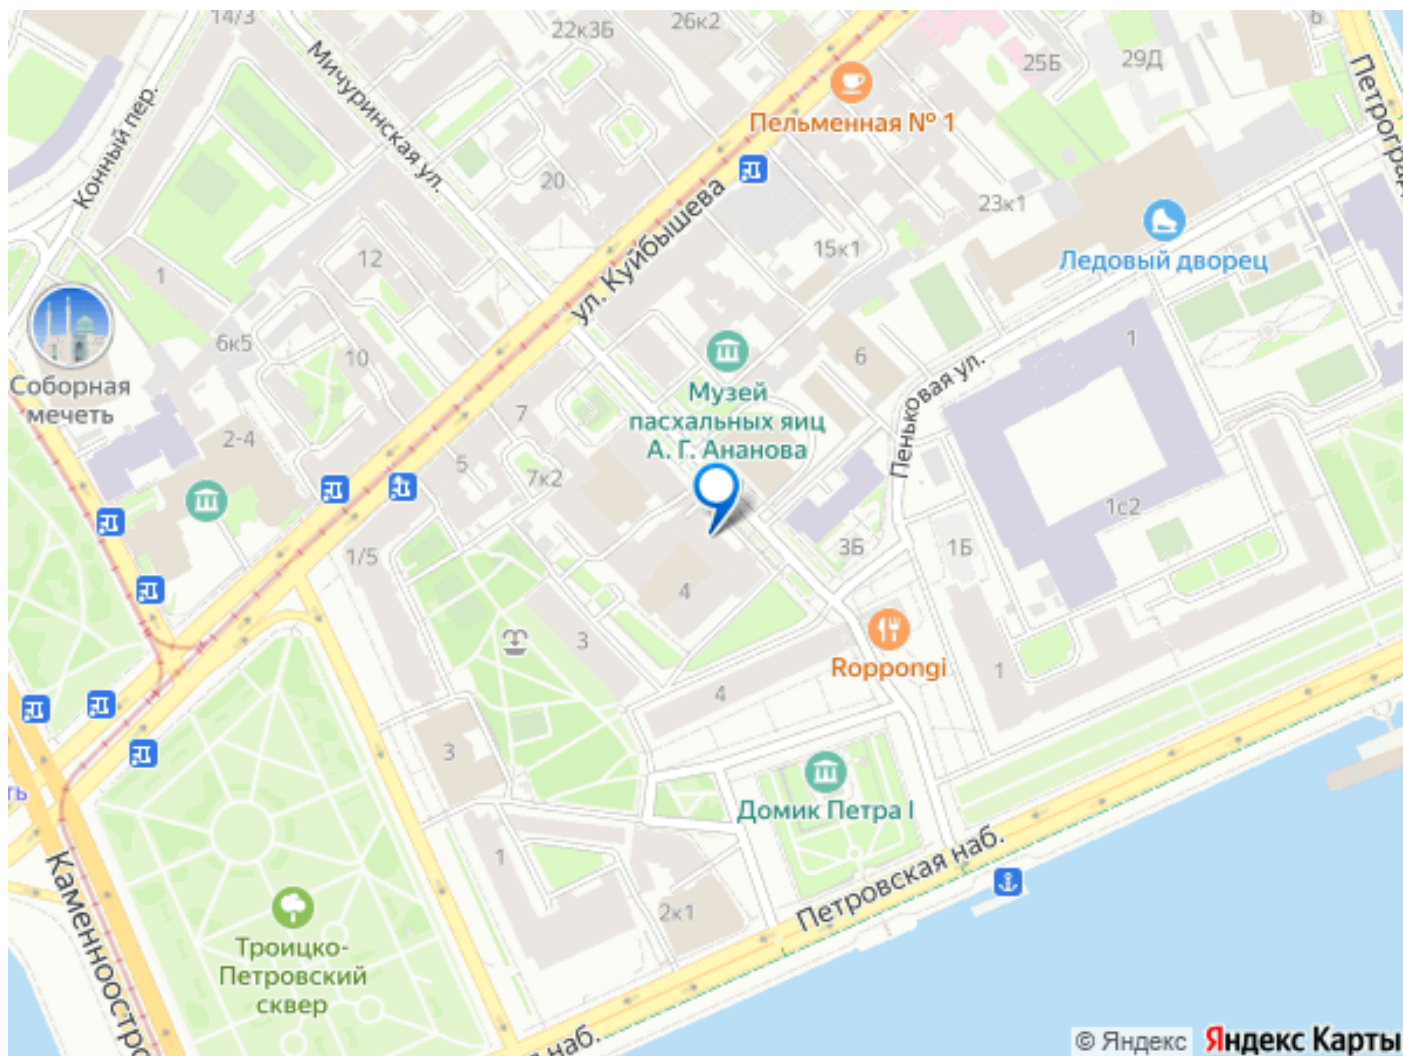 14/3
22к3Б
26к2
6
25Б
29Д
Мичуринская ул.
Конный пер.
Петроград
Пельменная № 1
20
23к1
ул. Куйбышева
15к1
Ледовый дворец
12
1
6к5
10
6
1
Соборная
мечеть
Музей
пасхальных яиц
А. Г. Ананова
Пеньковая ул.
7
2-4
5
7к2
1с2
1/5
3Б
1Б
4
3
Roppongi
1
4
3
Домик Петра I
ть
1
Петровская наб.
2к1
Каменноостро
Троицко-
Петровский
сквер
наб.
© Яндекс
Яндекс Карты